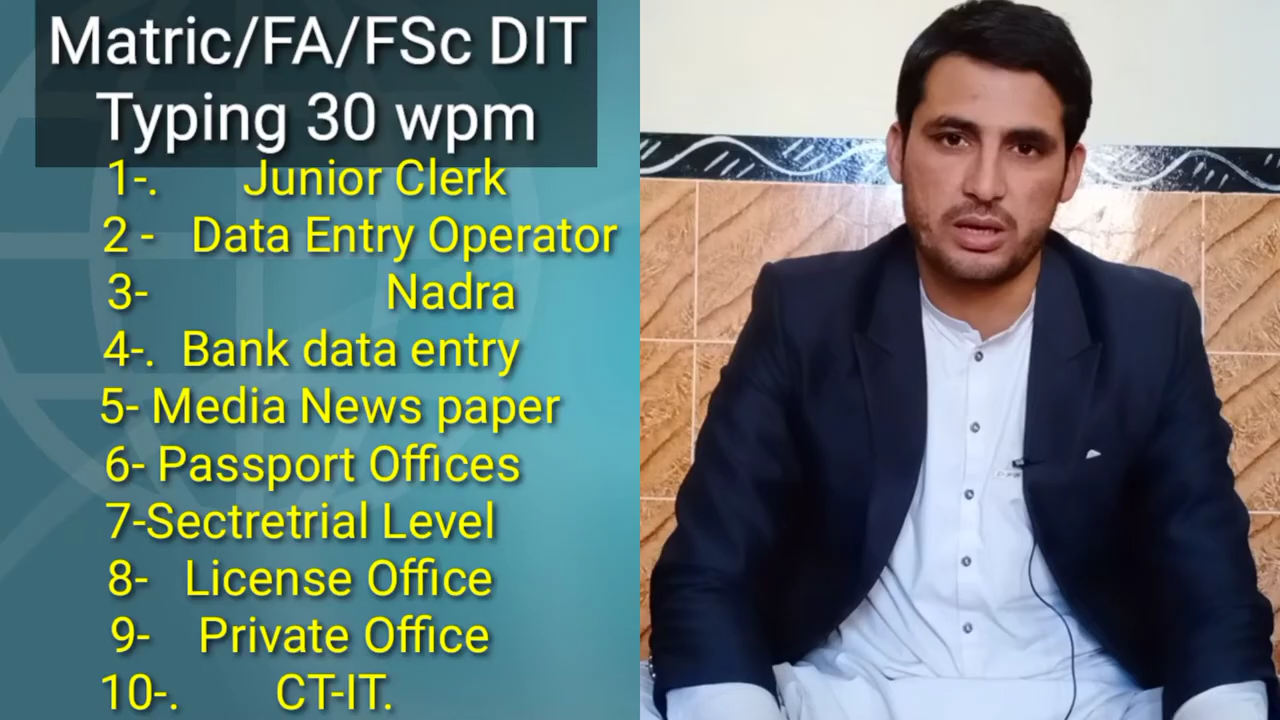 Matric/FA/FSc DIT
Typing 30 wpm
1-. Junior Clerk
2 - Data Entry Operator
3- Nadra
4-. Bank data entry
5- Media News paper
6- Passport Offices
7-Sectretrial Level
8- License Office
9- Private Office
10-. CT-IT.